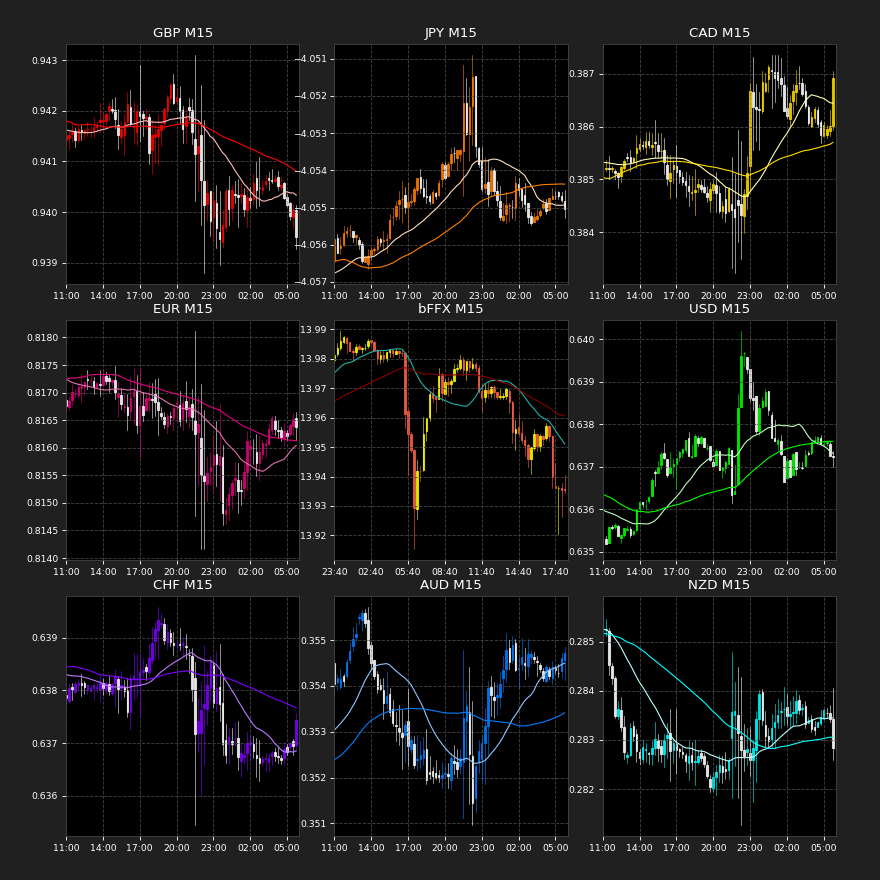 GBP M15 JPY M15 CAD M15
0.943 −4.051 0.387
0.942 −4.052
0.941 −4.053 0.386
−4.054
0.940 −4.055 0.385
−4.056 0.384
0.939 −4.057
11:00 14:00 17:00 20:00 23:00 02:00 05:00 11:00 14:00 17:00 20:00 23:00 02:00 05:00 11:00 14:00 17:00 20:00 23:00 02:00 05:00
EUR M15 bFFX M15 USD M15
0.8180 13.99 0.640
0.8175 13.98 0.639
0.8170 13.97
0.8165 13.96 0.638
0.8160 13.95 0.637
0.8155 13.94
0.8150 13.93 0.636
0.8145 13.92
0.8140 0.635
11:00 14:00 17:00 20:00 23:00 02:00 05:00 23:40 02:40 05:40 08:40 11:40 14:40 17:40 11:00 14:00 17:00 20:00 23:00 02:00 05:00
CHF M15 AUD M15 NZD M15
0.639 0.355 0.285
0.638 0.354 0.284
0.637 0.353 0.283
0.636 0.352 0.282
0.351
11:00 14:00 17:00 20:00 23:00 02:00 05:00 11:00 14:00 17:00 20:00 23:00 02:00 05:00 11:00 14:00 17:00 20:00 23:00 02:00 05:00